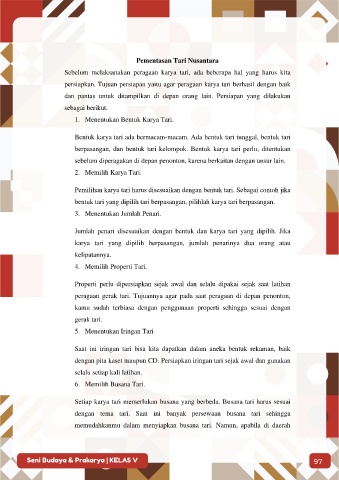 Pementasan Tari Nusantara
Sebelum melaksanakan peragaan karya tari, ada beberapa hal yang harus kita
persiapkan. Tujuan persiapan yaitu agar peragaan karya tari berhasil dengan baik
dan pantas untuk ditampilkan di depan orang lain. Persiapan yang dilakukan
sebagai berikut.
1. Menentukan Bentuk Karya Tari.
Bentuk karya tari ada bermacam-macam. Ada bentuk tari tunggal, bentuk tari
berpasangan, dan bentuk tari kelompok. Bentuk karya tari perlu, ditentukan
sebelum diperagakan di depan penonton, karena berkaitan dengan unsur lain.
2. Memilih Karya Tari.
Pemilihan karya tari harus disesuaikan dengan bentuk tari. Sebagai contoh jika
bentuk tari yang dipilih tari berpasangan, pilihlah karya tari berpasangan.
3. Menentukan Jumlah Penari.
Jumlah penari disesuaikan dengan bentuk dan karya tari yang dipilih. Jika
karya tari yang dipilih berpasangan, jumlah penarinya dua orang atau
kelipatannya.
4. Memilih Properti Tari.
Properti perlu dipersiapkan sejak awal dan selalu dipakai sejak saat latihan
peragaan gerak tari. Tujuannya agar pada saat peragaan di depan penonton,
kamu sudah terbiasa dengan penggunaan properti sehingga sesuai dengan
gerak tari.
5. Menentukan Iringan Tari
Saat ini iringan tari bisa kita dapatkan dalam aneka bentuk rekaman, baik
dengan pita kaset maupun CD. Persiapkan iringan tari sejak awal dan gunakan
selalu setiap kali latihan.
6. Memilih Busana Tari.
Setiap karya tari memerlukan busana yang berbeda. Busana tari harus sesuai
dengan tema tari. Saat ini banyak persewaan busana tari sehingga
memudahkanmu dalam menyiapkan busana tari. Namun, apabila di daerah
Seni Budaya & Prakarya | KELAS V
97